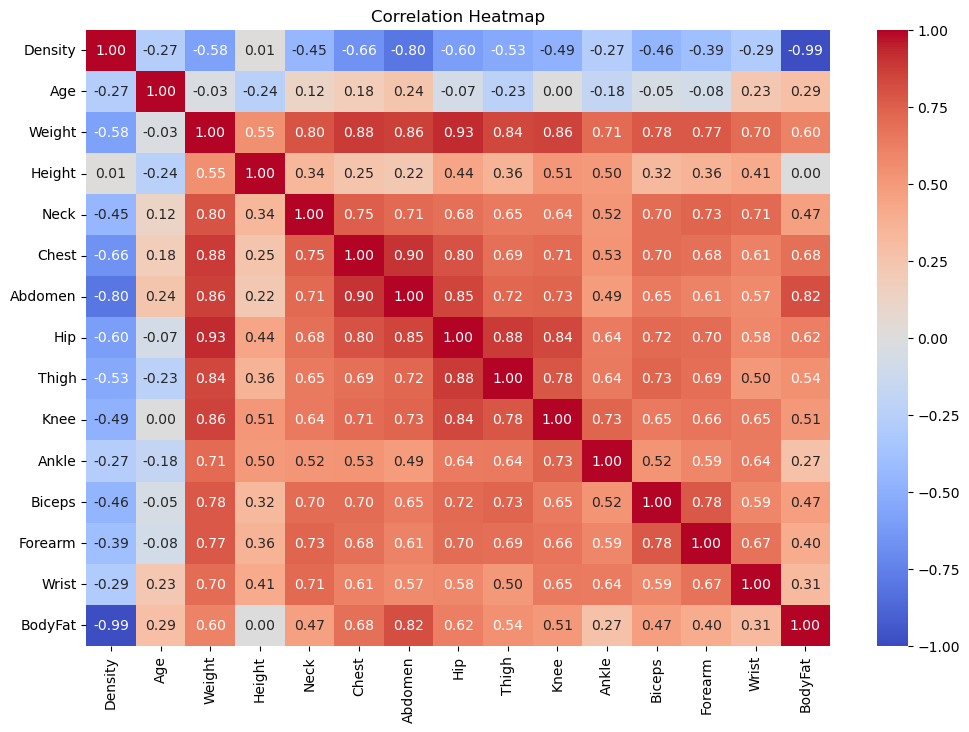 Correlation Heatmap
Density 1.00 -0.27 -0.58 0.01 -0.45 -0.66 -0.80 -0.60 -0.53 -0.49 -0.27 -0.46 -0.39 -0.29 -0.99
Age -0.27 1.00 -0.03 -0.24 0.12 0.18 0.24 -0.07 -0.23 0.00 -0.18 -0.05 -0.08 0.23 0.29
Weight -0.58 -0.03 1.00 0.55 0.80 0.88 0.86 0.93 0.84 0.86 0.71 0.78 0.77 0.70 0.60
Height 0.01 -0.24 0.55 1.00 0.34 0.25 0.22 0.44 0.36 0.51 0.50 0.32 0.36 0.41 0.00
Neck -0.45 0.12 0.80 0.34 1.00 0.75 0.71 0.68 0.65 0.64 0.52 0.70 0.73 0.71 0.47
Chest -0.66 0.18 0.88 0.25 0.75 1.00 0.90 0.80 0.69 0.71 0.53 0.70 0.68 0.61 0.68
Abdomen -0.80 0.24 0.86 0.22 0.71 0.90 1.00 0.85 0.72 0.73 0.49 0.65 0.61 0.57 0.82
Hip -0.60 -0.07 0.93 0.44 0.68 0.80 0.85 1.00 0.88 0.84 0.64 0.72 0.70 0.58 0.62
Thigh -0.53 -0.23 0.84 0.36 0.65 0.69 0.72 0.88 1.00 0.78 0.64 0.73 0.69 0.50 0.54
Knee -0.49 0.00 0.86 0.51 0.64 0.71 0.73 0.84 0.78 1.00 0.73 0.65 0.66 0.65 0.51
Ankle -0.27 -0.18 0.71 0.50 0.52 0.53 0.49 0.64 0.64 0.73 1.00 0.52 0.59 0.64 0.27
Biceps -0.46 -0.05 0.78 0.32 0.70 0.70 0.65 0.72 0.73 0.65 0.52 1.00 0.78 0.59 0.47
Forearm -0.39 -0.08 0.77 0.36 0.73 0.68 0.61 0.70 0.69 0.66 0.59 0.78 1.00 0.67 0.40
Wrist -0.29 0.23 0.70 0.41 0.71 0.61 0.57 0.58 0.50 0.65 0.64 0.59 0.67 1.00 0.31
BodyFat -0.99 0.29 0.60 0.00 0.47 0.68 0.82 0.62 0.54 0.51 0.27 0.47 0.40 0.31 1.00
Density Age Weight Height Neck Chest Abdomen Hip Thigh Knee Ankle Biceps Forearm Wrist BodyFat
1.00
0.75
0.50
0.25
0.00
−0.25
−0.50
−0.75
−1.00